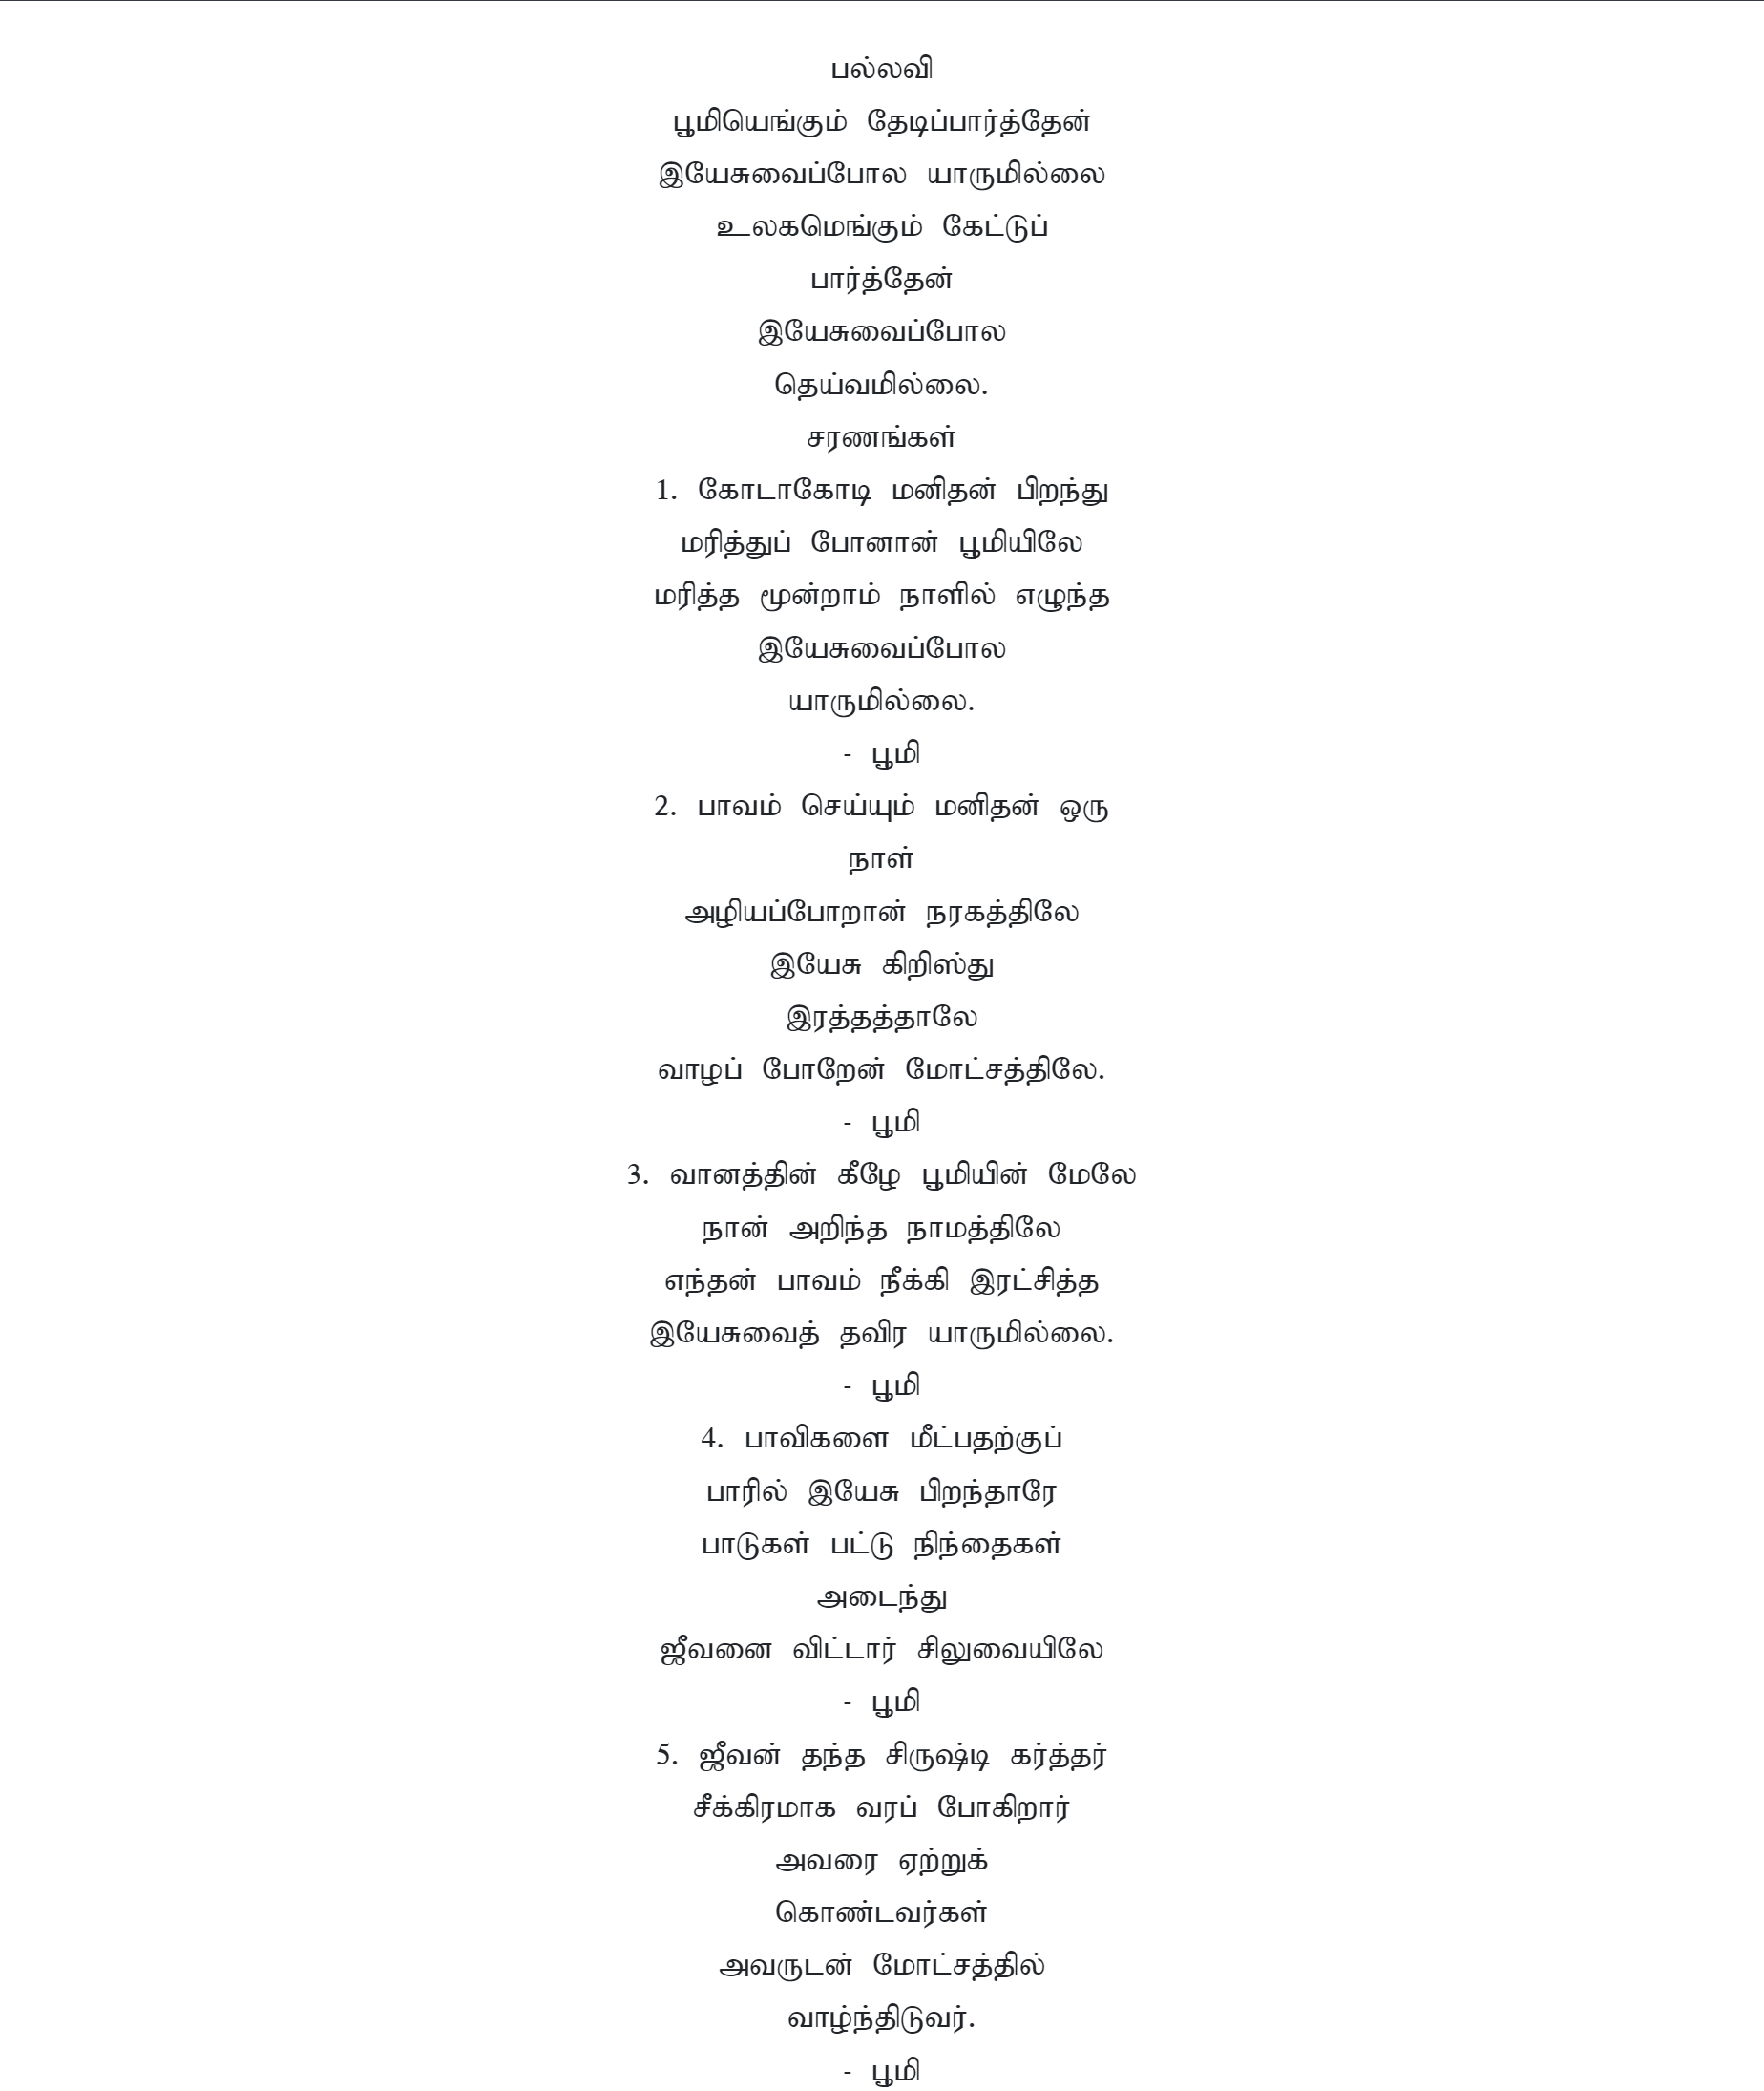 பல்லவி
பூமியெங்கும் தேடிப்பார்த்தேன்
இயேசுவைப்போல யாருமில்லை
உலகமெங்கும் கேட்டுப்
பார்த்தேன்
இயேசுவைப்போல
தெய்வமில்லை.
சரணங்கள்
1. கோடாகோடி மனிதன் பிறந்து
மரித்துப் போனான் பூமியிலே
மரித்த மூன்றாம் நாளில் எழுந்த
இயேசுவைப்போல
யாருமில்லை.
- பூமி
2. பாவம் செய்யும் மனிதன் ஒரு
நாள்
அழியப்போறான் நரகத்திலே
இயேசு கிறிஸ்து
இரத்தத்தாலே
வாழப் போறேன் மோட்சத்திலே.
- பூமி
3. வானத்தின் கீழே பூமியின் மேலே
நான் அறிந்த நாமத்திலே
எந்தன் பாவம் நீக்கி இரட்சித்த
இயேசுவைத் தவிர யாருமில்லை.
- பூமி
4. பாவிகளை மீட்பதற்குப்
பாரில் இயேசு பிறந்தாரே
பாடுகள் பட்டு நிந்தைகள்
அடைந்து
ஜீவனை விட்டார் சிலுவையிலே
- பூமி
5. ஜீவன் தந்த சிருஷ்டி கர்த்தர்
சீக்கிரமாக வரப் போகிறார்
அவரை ஏற்றுக்
கொண்டவர்கள்
அவருடன் மோட்சத்தில்
வாழ்ந்திடுவர்.
- பூமி